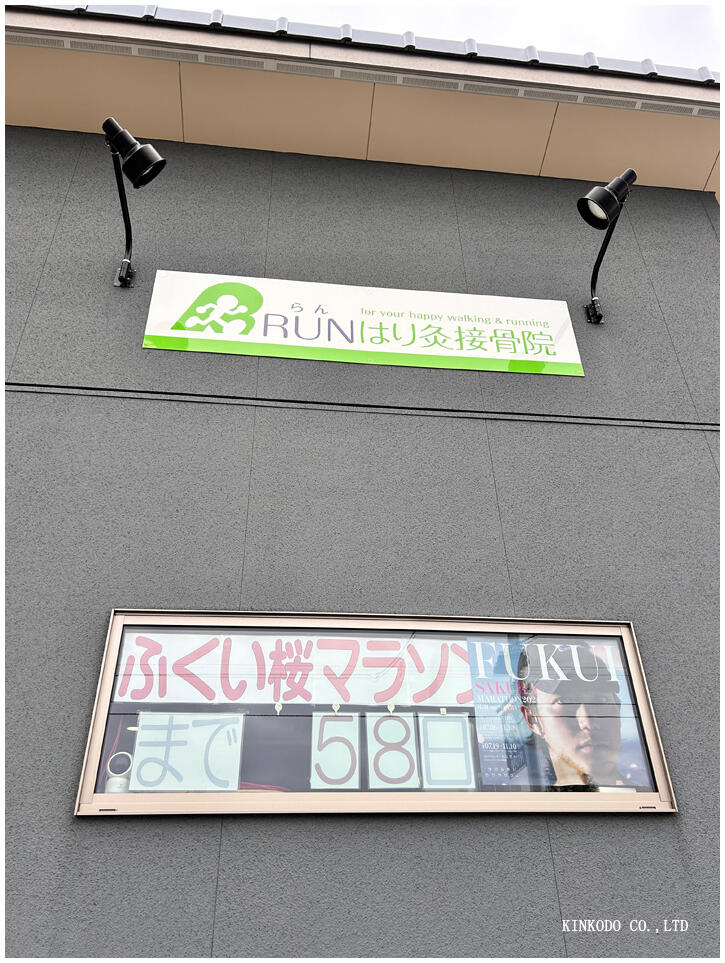 らん
for your happy walking & running
RUNはり灸接骨院
ふくい桜マラソン
まで 58日
FUKUI
SAKURA
MARATHON 2024
KINKODO CO.,LTD